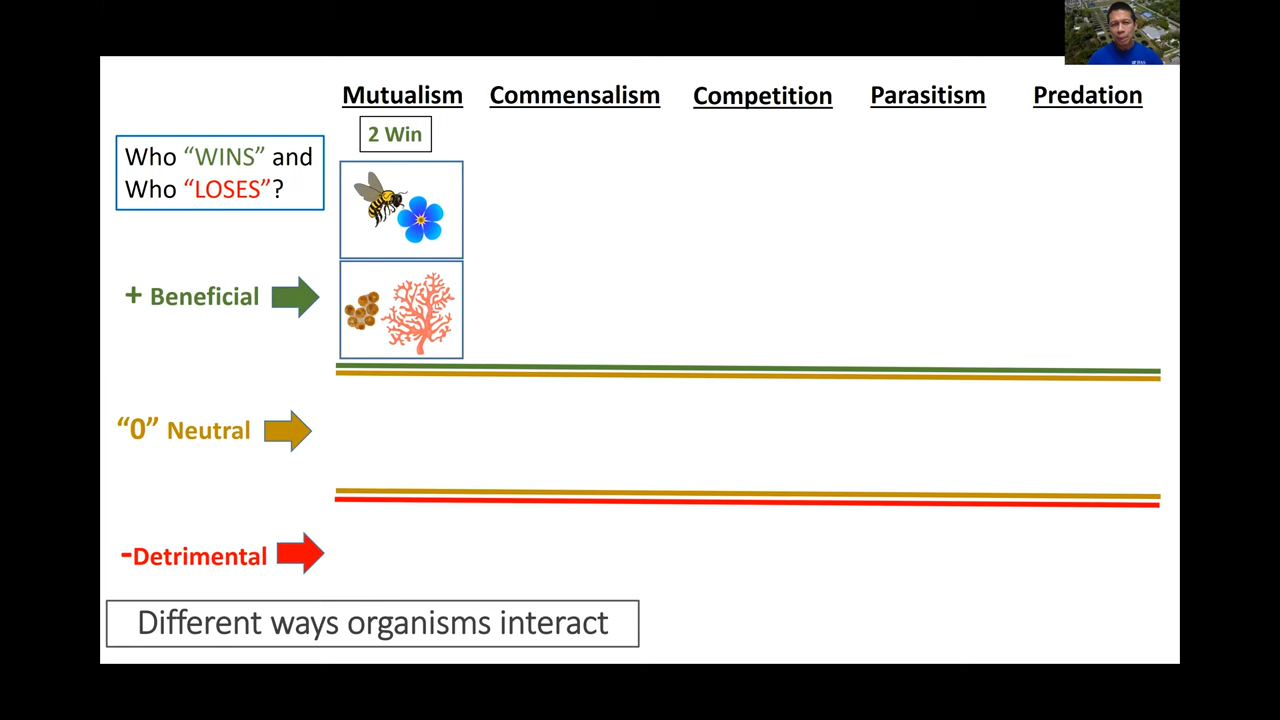 Mutualism Commensalism Competition Parasitism Predation
2 Win
Who “WINS” and
Who “LOSES”?
+ Beneficial
“0” Neutral
-Detrimental
Different ways organisms interact